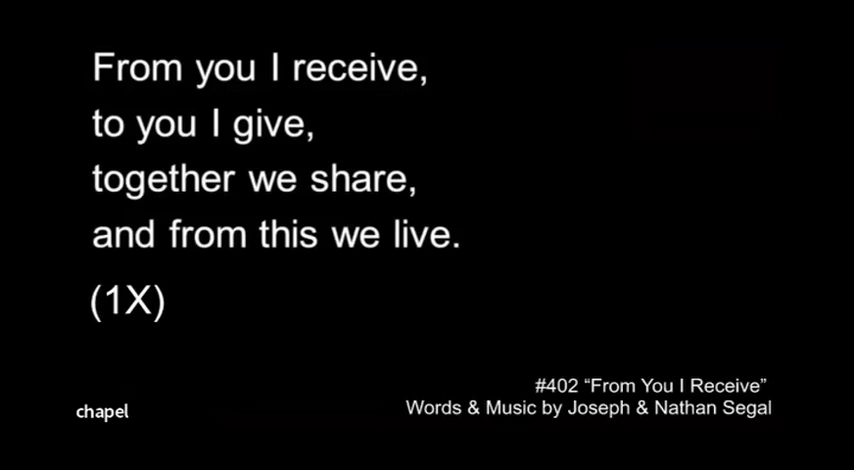 From you I receive,
to you I give,
together we share,
and from this we live.
(1X)
#402 “From You I Receive”
Words & Music by Joseph & Nathan Segal
chapel